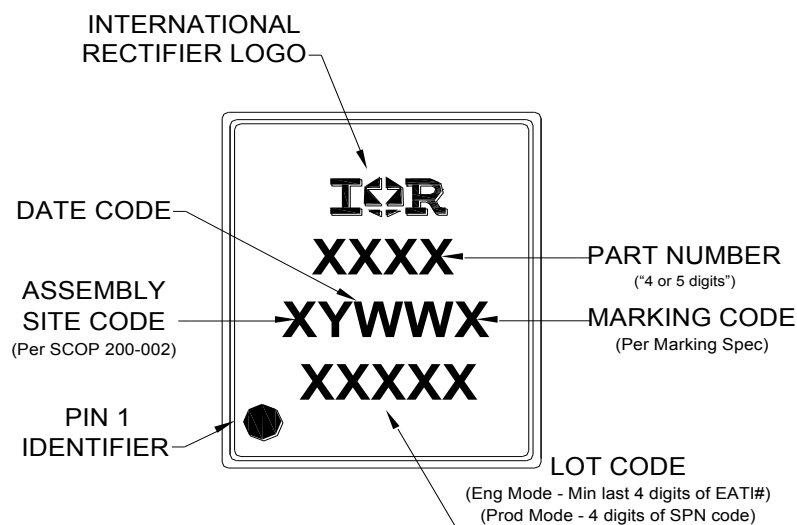 INTERNATIONAL
RECTIFIER LOGO
IOR
DATE CODE
XXXX
PART NUMBER
(“4 or 5 digits”)
ASSEMBLY
SITE CODE
(Per SCOP 200-002)
XYWWX
MARKING CODE
(Per Marking Spec)
XXXXX
PIN 1
IDENTIFIER
LOT CODE
(Eng Mode - Min last 4 digits of EATI#)
(Prod Mode - 4 digits of SPN code)